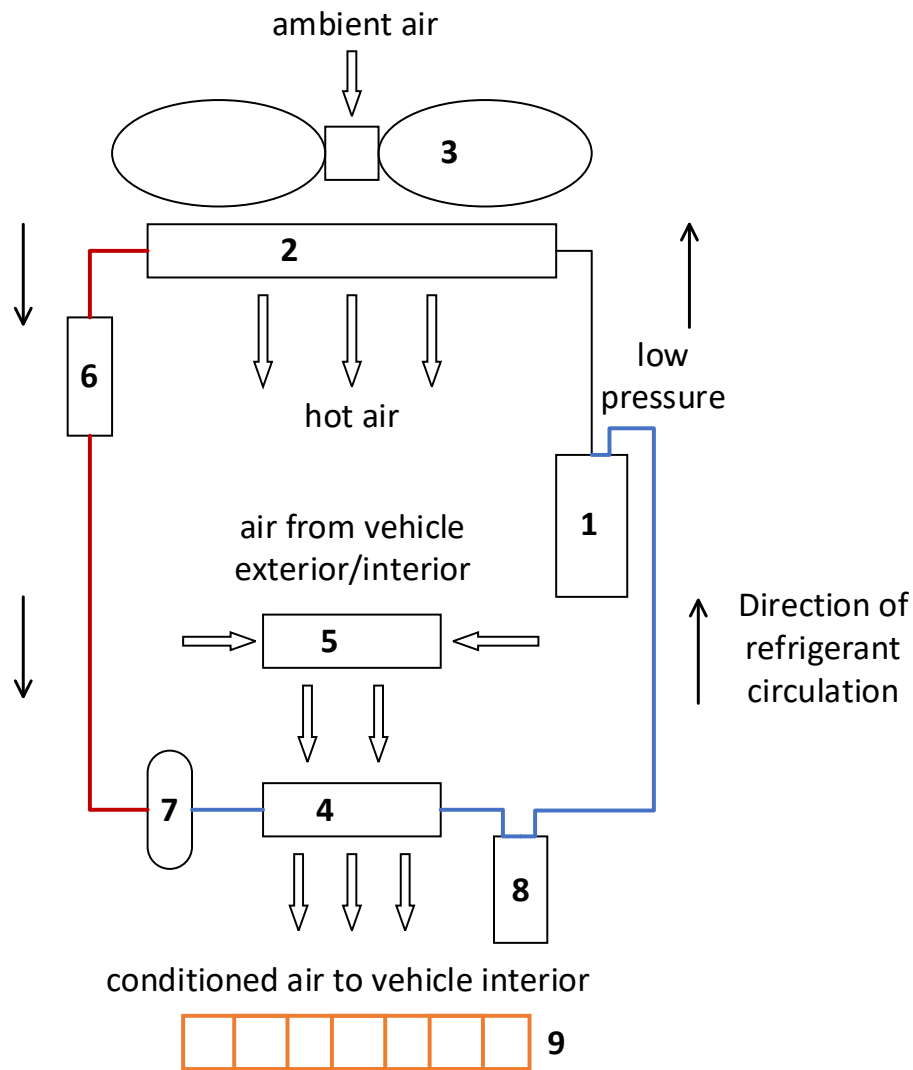 ambient air
3
2
6
low
pressure
hot air
1
air from vehicle
exterior/interior
5
Direction of
refrigerant
circulation
7
4
8
conditioned air to vehicle interior
9